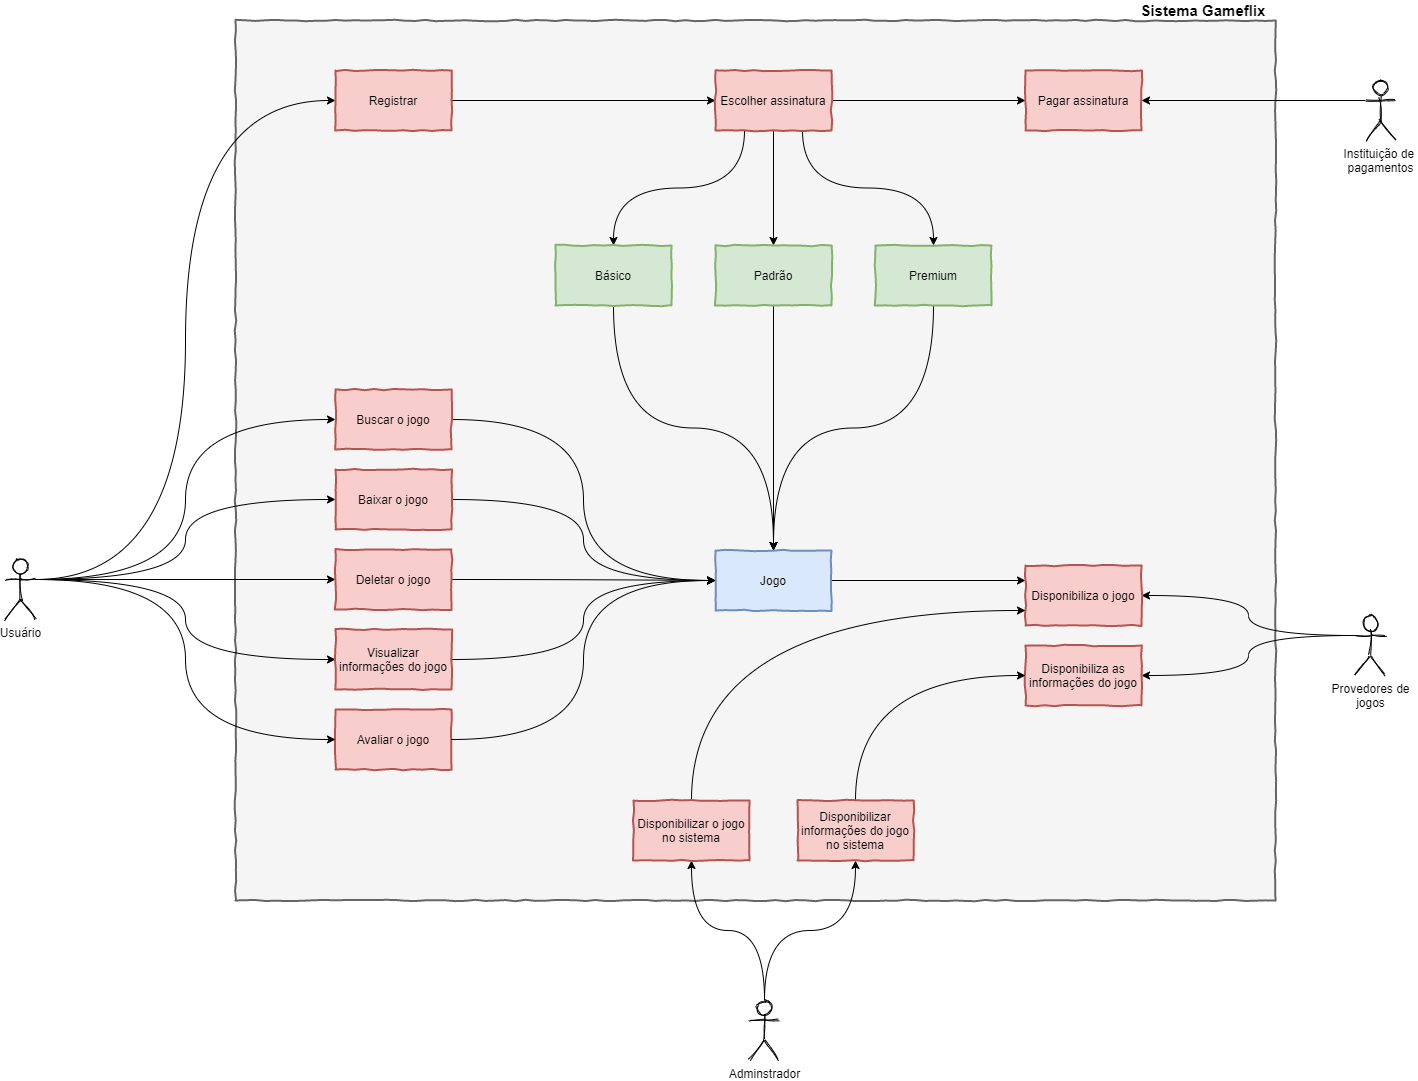 Sistema Gameflix
Registrar
Escolher assinatura
Pagar assinatura
Instituição de
pagamentos
Básico
Padrão
Premium
Buscar o jogo
Baixar o jogo
Deletar o jogo
Jogo
Disponibiliza o jogo
Usuário
Visualizar
informações do jogo
Disponibiliza as
informações do jogo
Provedores de
jogos
Avaliar o jogo
Disponibilizar o jogo
no sistema
Disponibilizar
informações do jogo
no sistema
Adminstrador